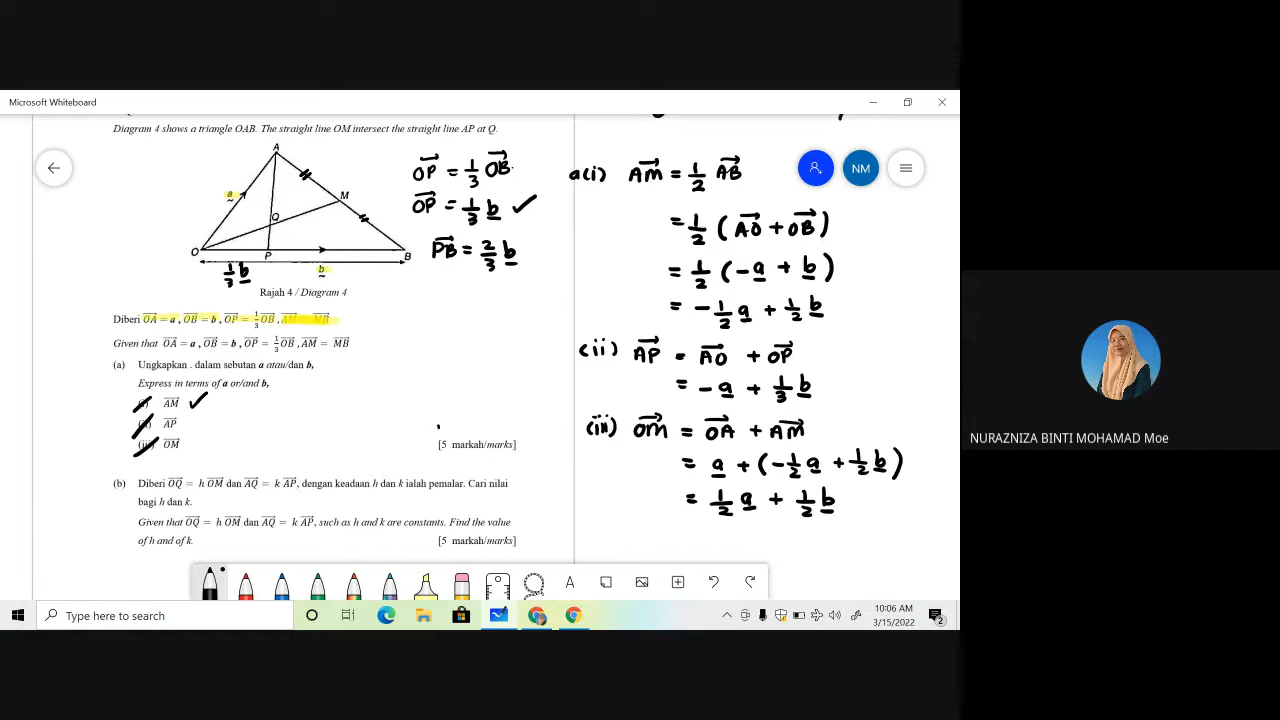 Microsoft Whiteboard
Diagram 4 shows a triangle OAB. The straight line OM intersect the straight line AP at Q.
A
a
M
Q
O
P
B
1/3 b
b
Rajah 4 / Diagram 4
OP = 1/3 OB
OP = 1/3 b ✓
PB = 2/3 b
Diberi OA = a , OB = b , OP = 1/3 OB , AM = MB
Given that OA = a , OB = b , OP = 1/3 OB , AM = MB
(a) Ungkapkan . dalam sebutan a atau/dan b,
Express in terms of a or/and b,
(i) AM ✓
(ii) AP
(iii) OM
[5 markah/marks]
(b) Diberi OQ = h OM dan AQ = k AP, dengan keadaan h dan k ialah pemalar. Cari nilai
bagi h dan k.
Given that OQ = h OM dan AQ = k AP, such as h and k are constants. Find the value
of h and of k.
[5 markah/marks]
a(i) AM = 1/2 AB
= 1/2 (AO + OB)
= 1/2 (-a + b)
= -1/2 a + 1/2 b
(ii) AP = AO + OP
= -a + 1/3 b
(iii) OM = OA + AM
= a + (-1/2 a + 1/2 b)
= 1/2 a + 1/2 b
NM
NURAZNIZA BINTI MOHAMAD Moe
A
Type here to search
10:06 AM
3/15/2022
2